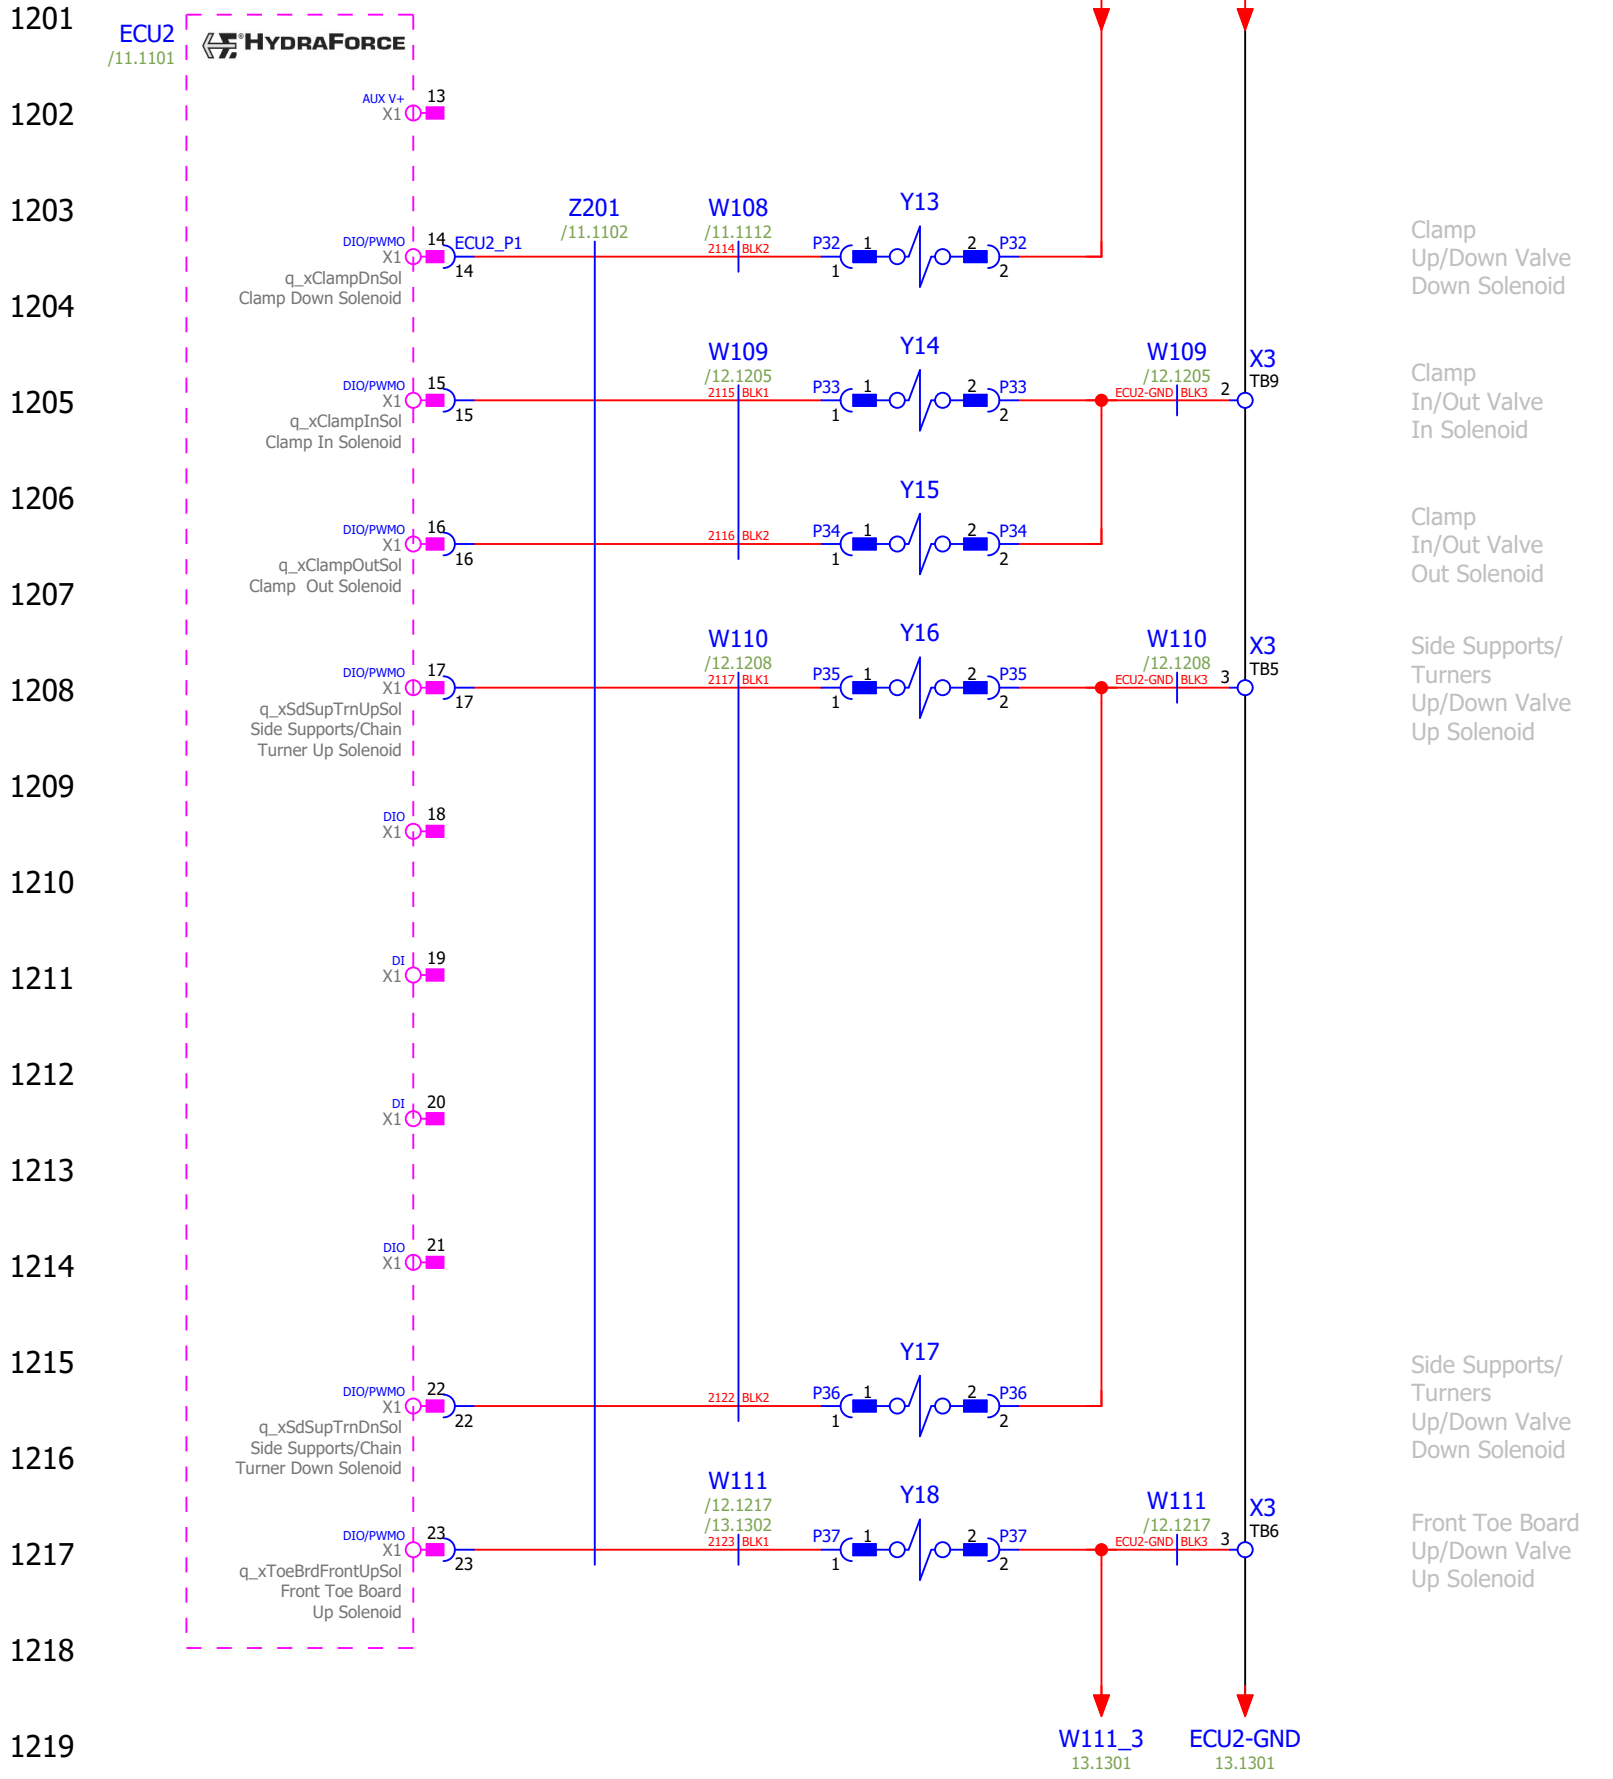 1201
ECU2
/11.1101
HYDRAFORCE
®
AUX V+
X1
13
1202
1203
Z201
/11.1102
W108
/11.1112
Y13
DIO/PWMO
X1
14
ECU2_P1
14
2114 BLK2
P32
1
1
2
P32
2
q_xClampDnSol
Clamp Down Solenoid
Clamp
Up/Down Valve
Down Solenoid
1204
W109
/12.1205
Y14
W109
/12.1205
X3
TB9
DIO/PWMO
X1
15
15
2115 BLK1
P33
1
1
2
P33
2
ECU2-GND BLK3
2
1205
q_xClampInSol
Clamp In Solenoid
Clamp
In/Out Valve
In Solenoid
1206
Y15
DIO/PWMO
X1
16
16
2116 BLK2
P34
1
1
2
P34
2
q_xClampOutSol
Clamp  Out Solenoid
Clamp
In/Out Valve
Out Solenoid
1207
W110
/12.1208
Y16
W110
/12.1208
X3
TB5
DIO/PWMO
X1
17
17
2117 BLK1
P35
1
1
2
P35
2
ECU2-GND BLK3
3
1208
q_xSdSupTrnUpSol
Side Supports/Chain
Turner Up Solenoid
Side Supports/
Turners
Up/Down Valve
Up Solenoid
1209
DIO
X1
18
1210
DI
X1
19
1211
1212
DI
X1
20
1213
DIO
X1
21
1214
1215
Y17
DIO/PWMO
X1
22
22
2122 BLK2
P36
1
1
2
P36
2
q_xSdSupTrnDnSol
Side Supports/Chain
Turner Down Solenoid
Side Supports/
Turners
Up/Down Valve
Down Solenoid
1216
W111
/12.1217
/13.1302
Y18
W111
/12.1217
X3
TB6
DIO/PWMO
X1
23
23
2123 BLK1
P37
1
1
2
P37
2
ECU2-GND BLK3
3
1217
q_xToeBrdFrontUpSol
Front Toe Board
Up Solenoid
Front Toe Board
Up/Down Valve
Up Solenoid
1218
1219
W111_3
13.1301
ECU2-GND
13.1301